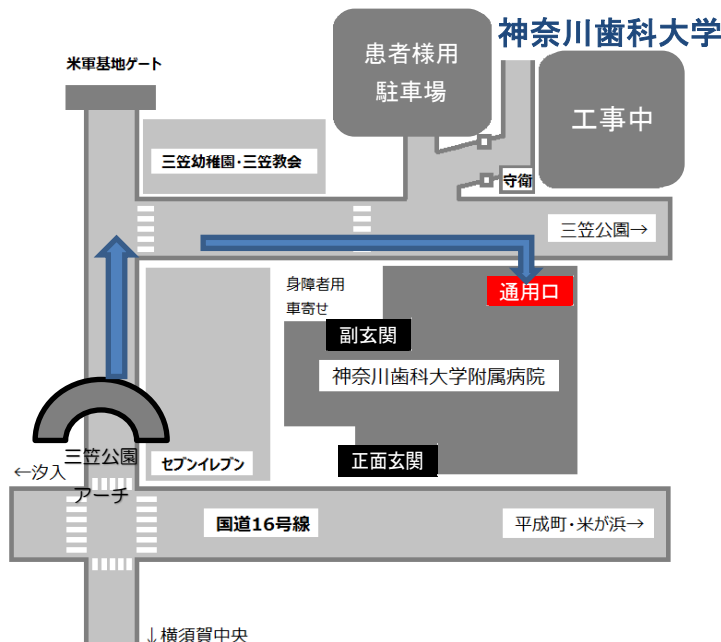 神奈川歯科大学
患者様用
駐車場
米軍基地ゲート
工事中
三笠幼稚園・三笠教会
守衛
三笠公園→
身障者用
車寄せ
通用口
副玄関
神奈川歯科大学附属病院
三笠公園
アーチ
セブンイレブン
正面玄関
←汐入
国道16号線
平成町・米が浜→
↓横須賀中央